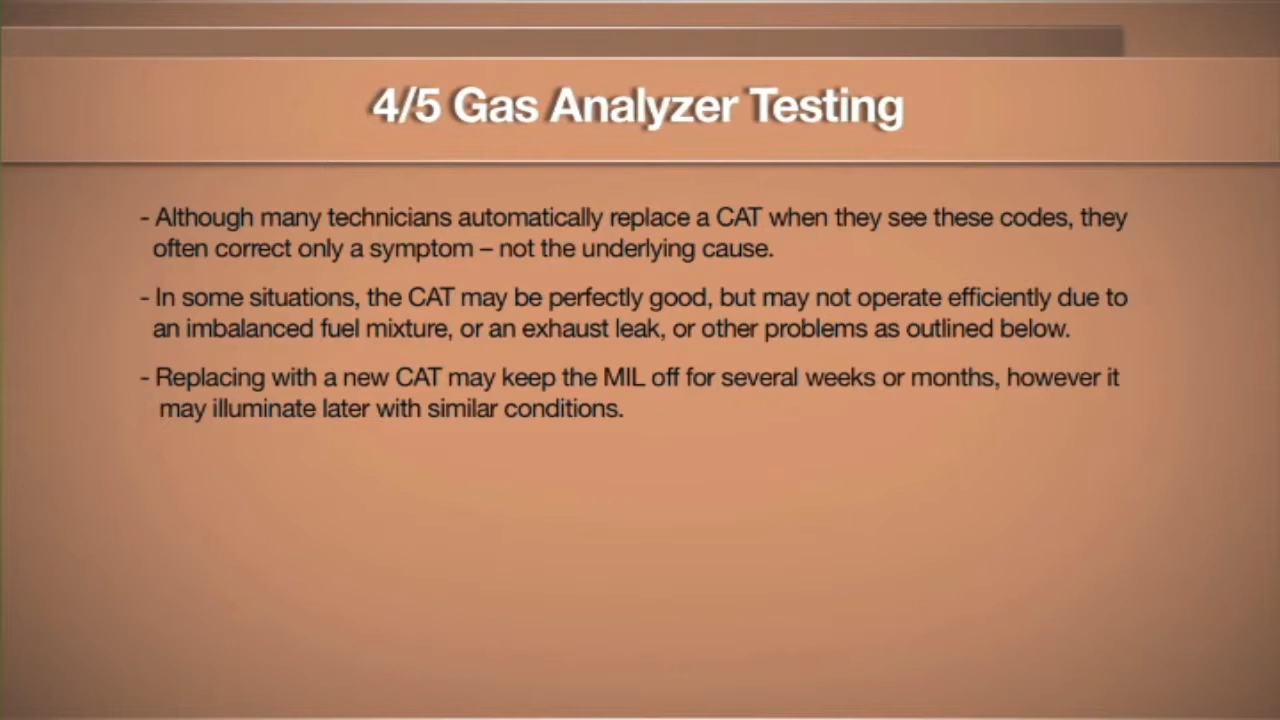 4/5 Gas Analyzer Testing
- Although many technicians automatically replace a CAT when they see these codes, they
often correct only a symptom – not the underlying cause.
- In some situations, the CAT may be perfectly good, but may not operate efficiently due to
an imbalanced fuel mixture, or an exhaust leak, or other problems as outlined below.
- Replacing with a new CAT may keep the MIL off for several weeks or months, however it
may illuminate later with similar conditions.